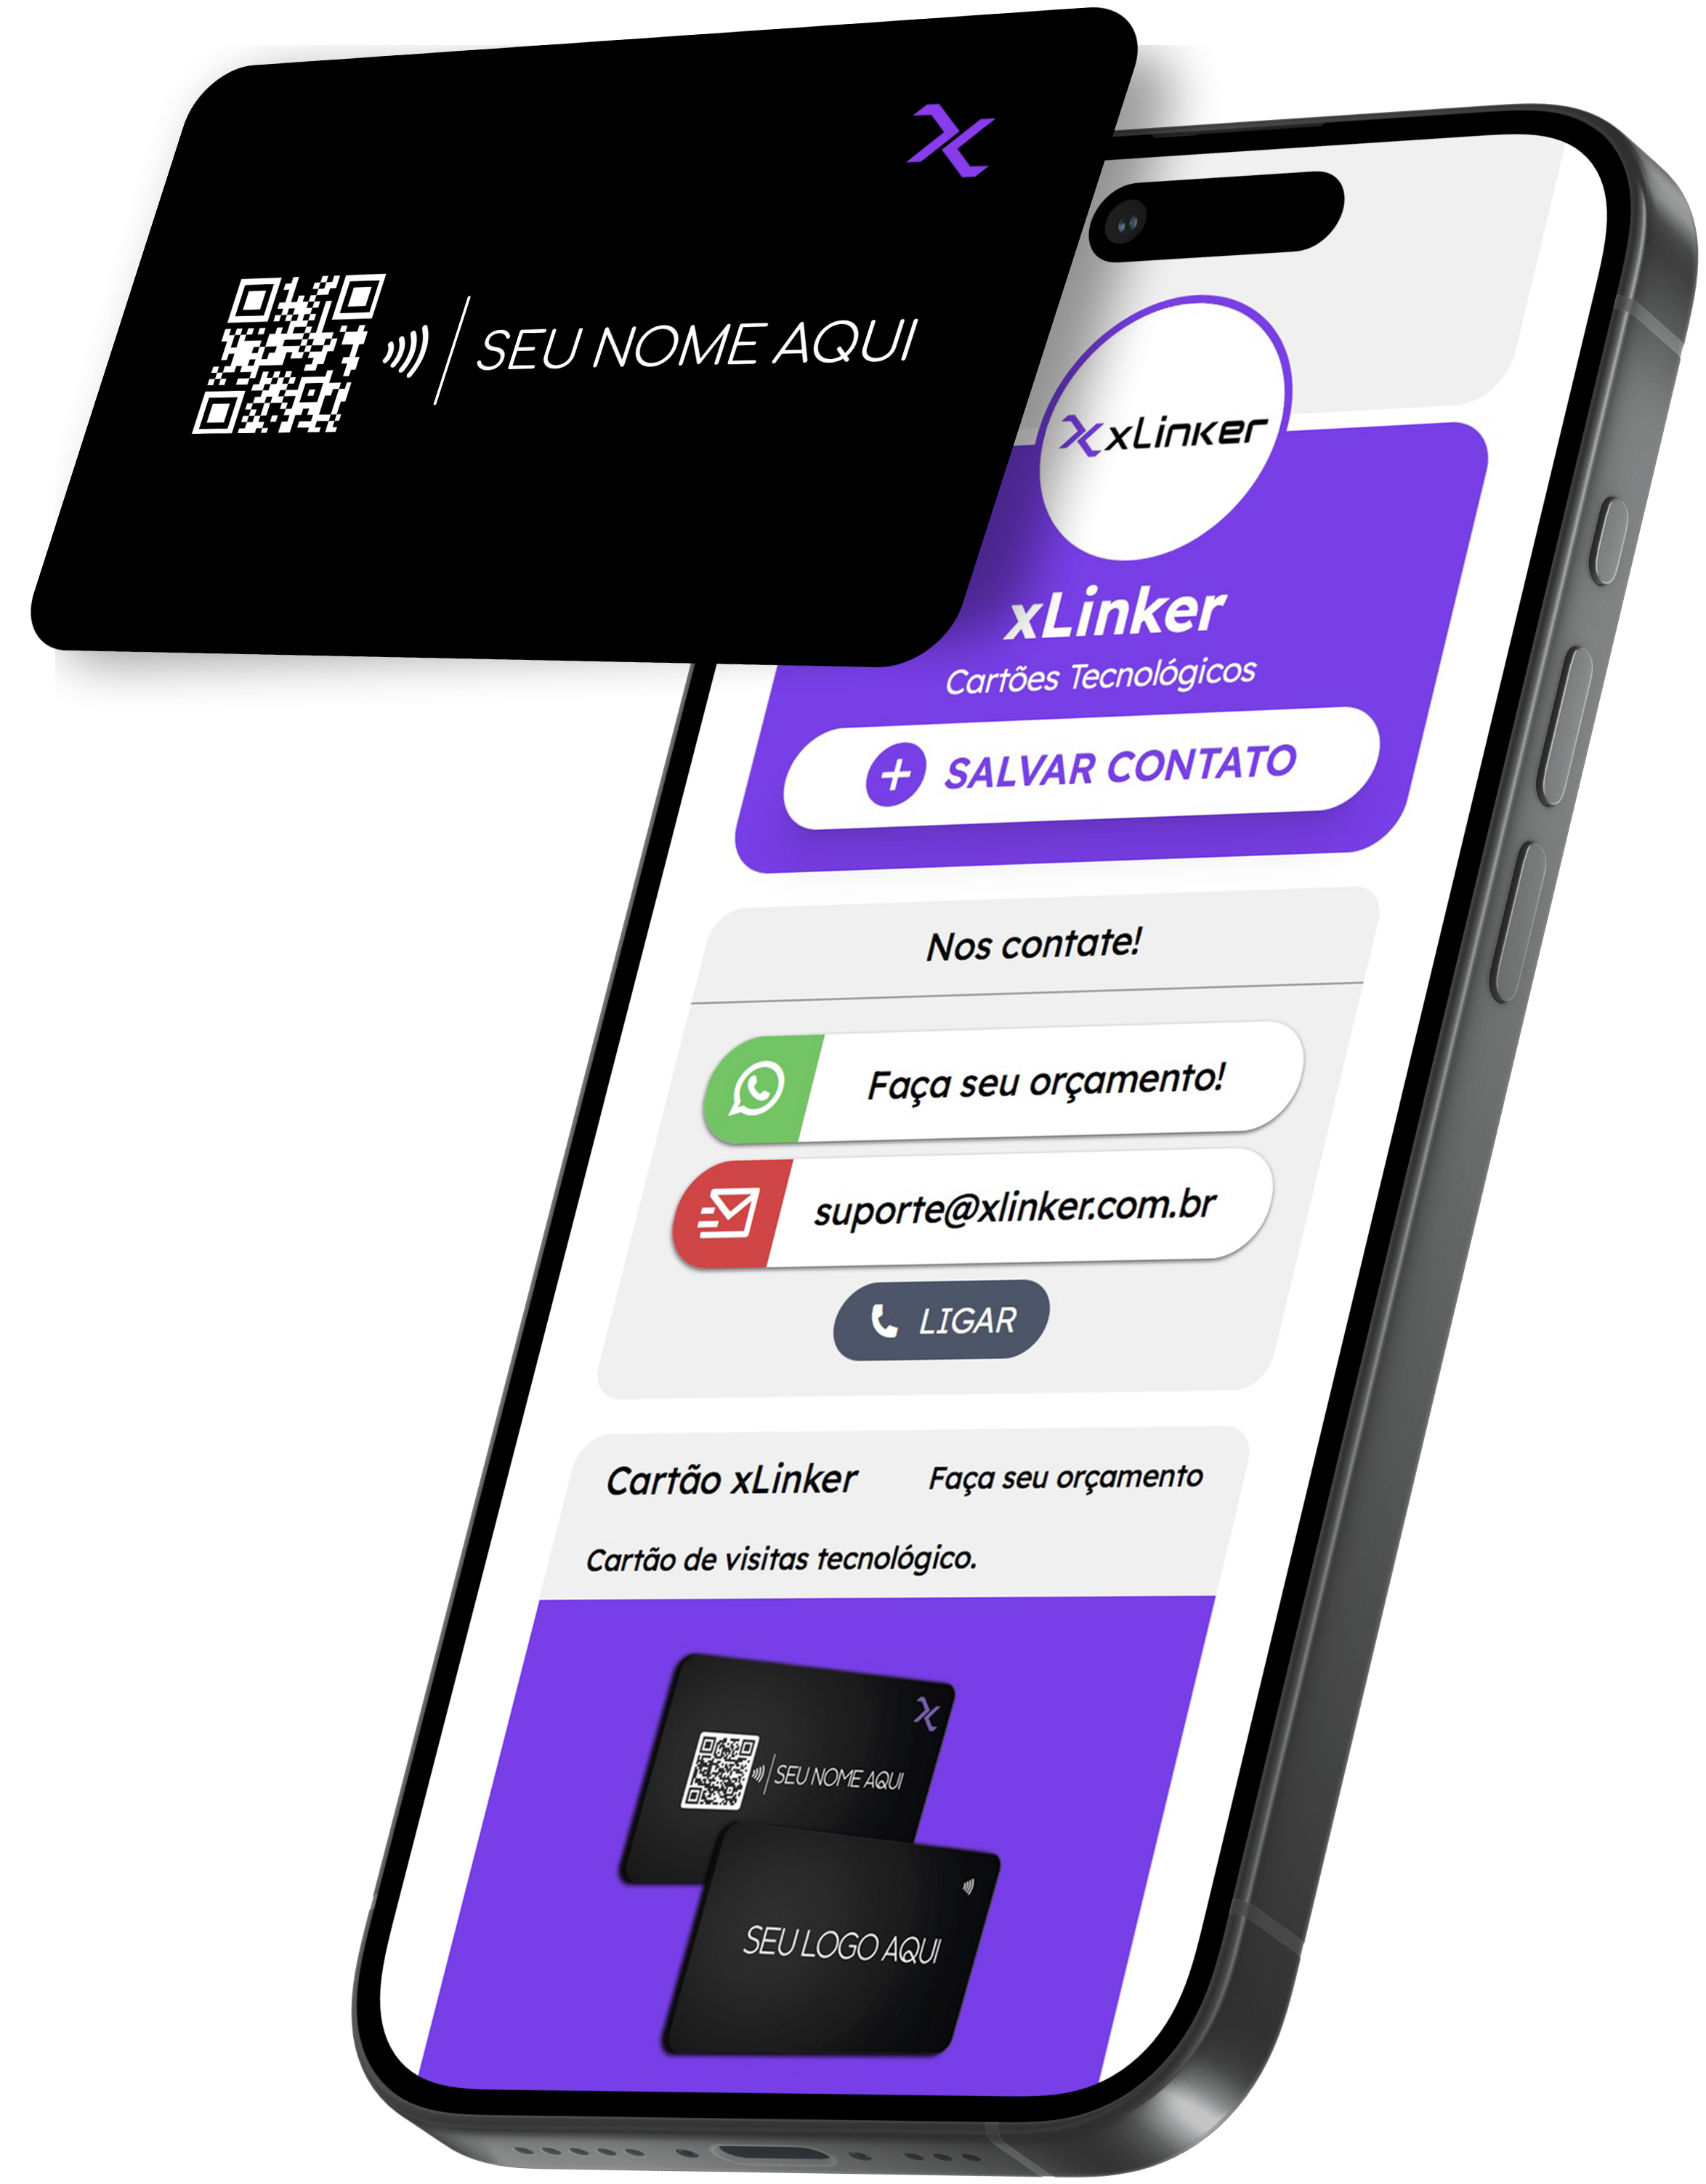 SEU NOME AQUI
xLinker
xLinker
Cartões Tecnológicos
SALVAR CONTATO
Nos contate!
Faça seu orçamento!
suporte@xlinker.com.br
LIGAR
Cartão xLinker
Faça seu orçamento
Cartão de visitas tecnológico.
SEU NOME AQUI
SEU LOGO AQUI